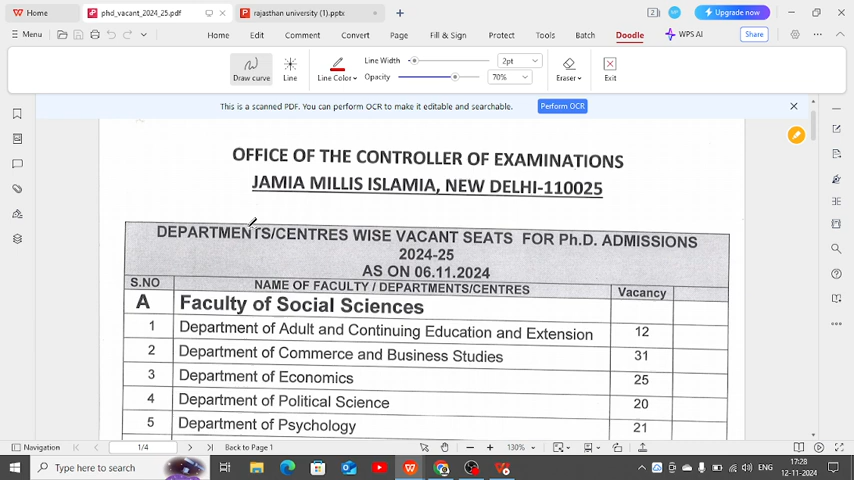 Home
phd_vacant_2024_25.pdf
rajasthan university (1).pptx
Upgrade now
Menu
Home
Edit
Comment
Convert
Page
Fill & Sign
Protect
Tools
Batch
Doodle
WPS AI
Share
Draw curve
Line
Line Color
Line Width
2pt
Opacity
70%
Eraser
Exit
This is a scanned PDF. You can perform OCR to make it editable and searchable.
Perform OCR
OFFICE OF THE CONTROLLER OF EXAMINATIONS
JAMIA MILLIS ISLAMIA, NEW DELHI-110025
DEPARTMENTS/CENTRES WISE VACANT SEATS FOR Ph.D. ADMISSIONS
2024-25
AS ON 06.11.2024
S.NO NAME OF FACULTY / DEPARTMENTS/CENTRES Vacancy
A Faculty of Social Sciences
1 Department of Adult and Continuing Education and Extension 12
2 Department of Commerce and Business Studies 31
3 Department of Economics 25
4 Department of Political Science 20
5 Department of Psychology 21
Navigation
1/4
Back to Page 1
130%
Type here to search
ENG
17:28
12-11-2024